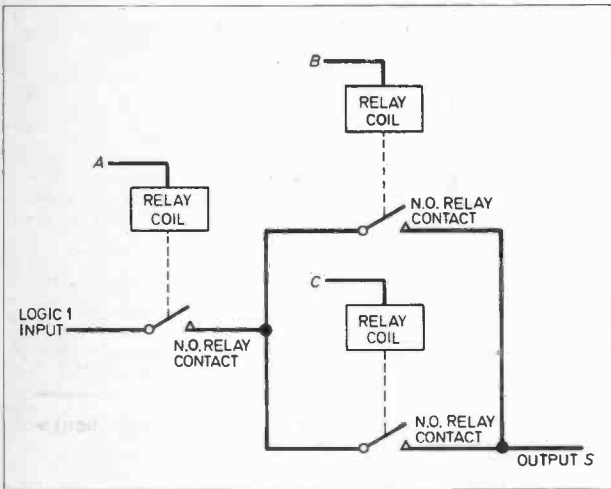 B
RELAY
COIL
A
RELAY
COIL
N.O. RELAY
CONTACT
C
RELAY
COIL
LOGIC 1
INPUT
N.O. RELAY
CONTACT
N.O. RELAY
CONTACT
OUTPUT S